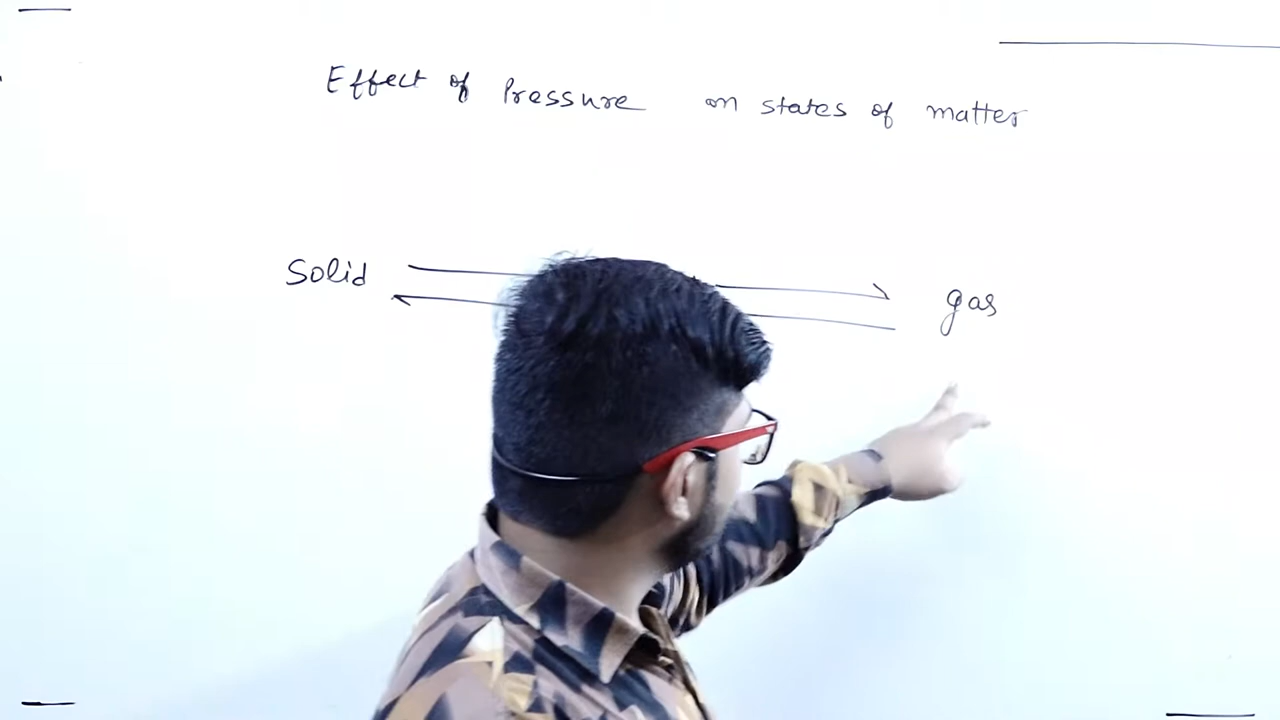 Effect of Pressure on states of matter
Solid gas